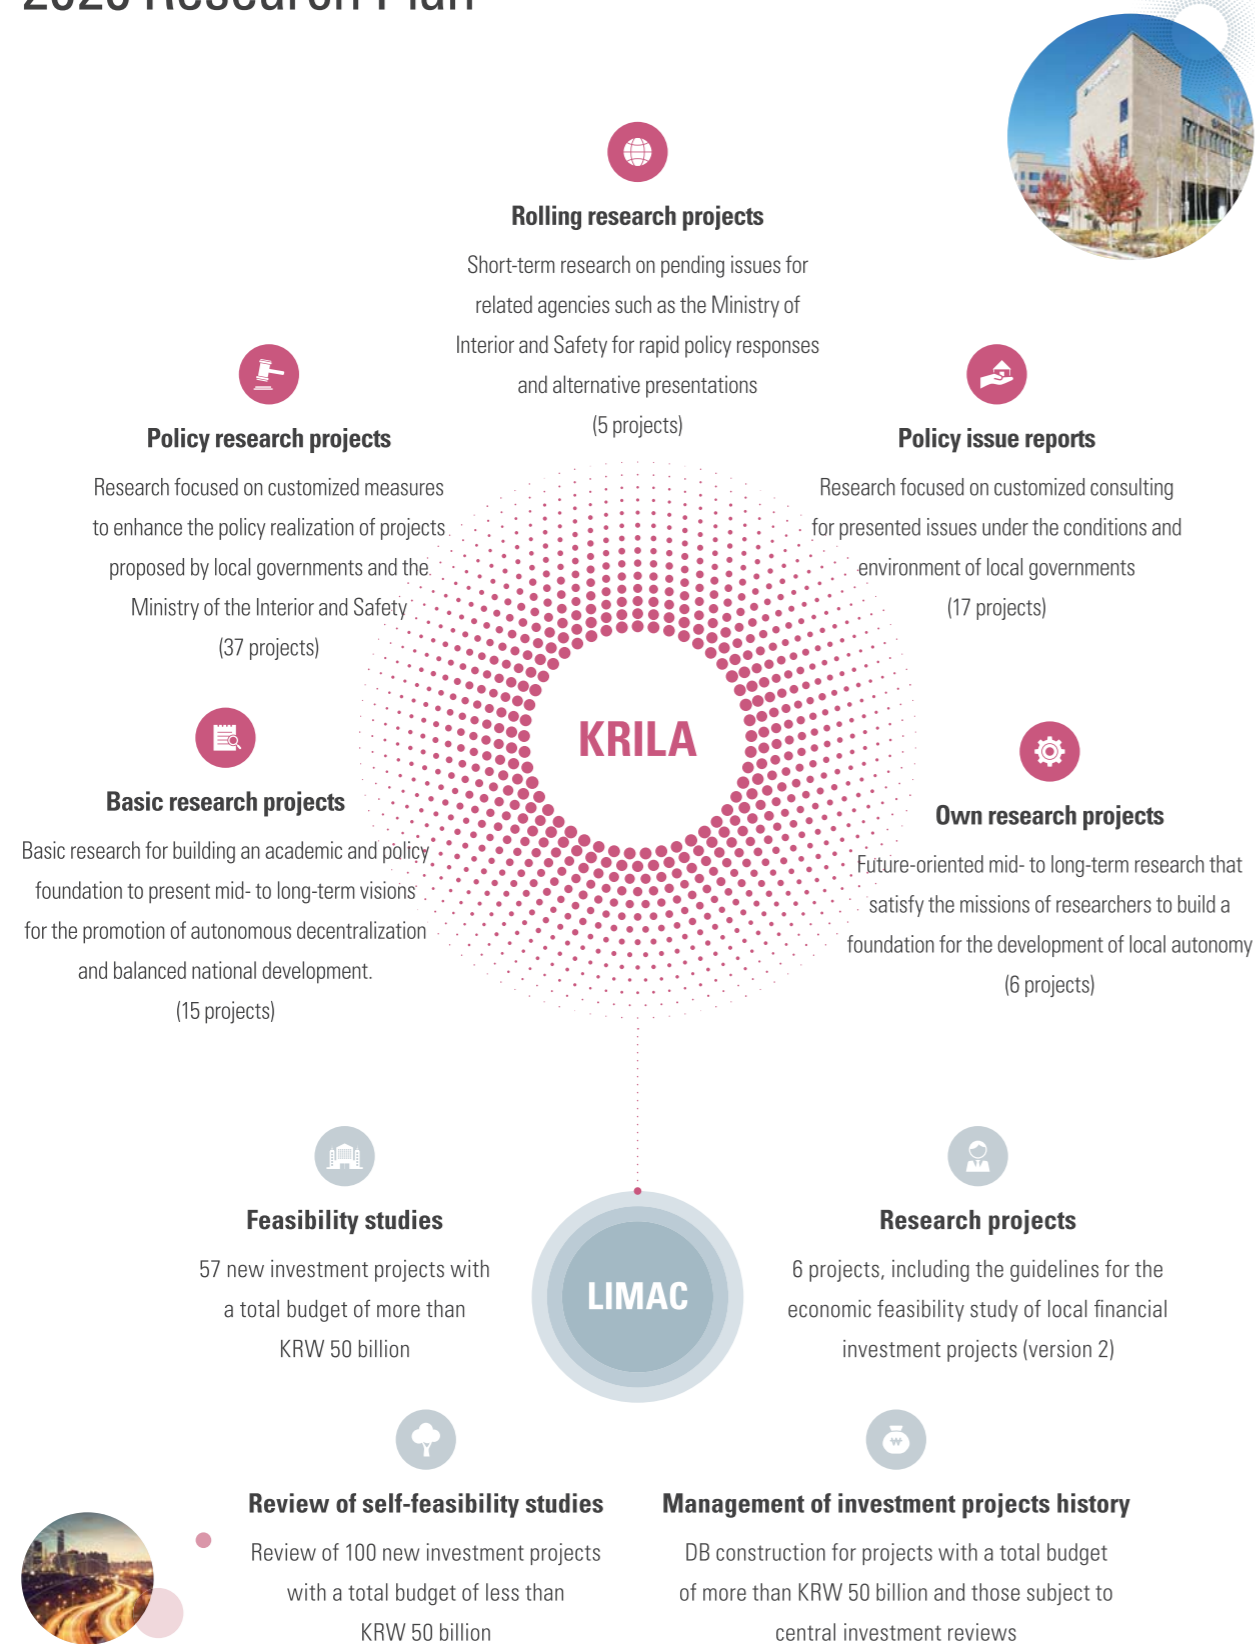 2020 Research Plan
Rolling research projects
Short-term research on pending issues for
related agencies such as the Ministry of
Interior and Safety for rapid policy responses
and alternative presentations
(5 projects)
Policy research projects
Research focused on customized measures
to enhance the policy realization of projects
proposed by local governments and the
Ministry of the Interior and Safety
(37 projects)
Policy issue reports
Research focused on customized consulting
for presented issues under the conditions and
environment of local governments
(17 projects)
KRILA
Basic research projects
Basic research for building an academic and policy
foundation to present mid- to long-term visions
for the promotion of autonomous decentralization
and balanced national development.
(15 projects)
Own research projects
Future-oriented mid- to long-term research that
satisfy the missions of researchers to build a
foundation for the development of local autonomy
(6 projects)
Feasibility studies
57 new investment projects with
a total budget of more than
KRW 50 billion
LIMAC
Research projects
6 projects, including the guidelines for the
economic feasibility study of local financial
investment projects (version 2)
Review of self-feasibility studies
Review of 100 new investment projects
with a total budget of less than
KRW 50 billion
Management of investment projects history
DB construction for projects with a total budget
of more than KRW 50 billion and those subject to
central investment reviews